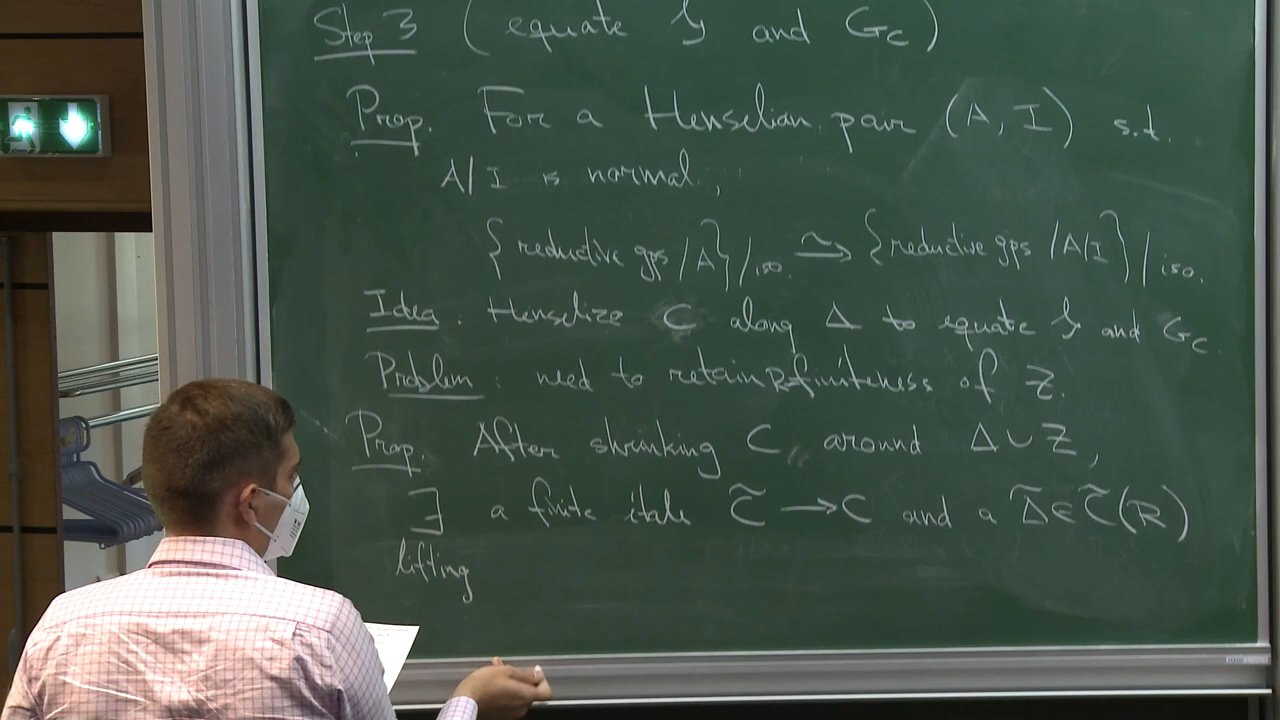 Step 3 (equate 𝒢 and G_C)
Prop. For a Henselian pair (A, I) s.t.
A/I is normal,
{reductive gps /A}/iso. ⥲ {reductive gps /A/I}/iso.
Idea. Henselize C along Δ to equate 𝒢 and G_C.
Problem: need to retain R-finiteness of Z.
Prop. After shrinking C around Δ ∪ Z,
∃ a finite étale C̃ → C and a Δ̃ ∈ C̃(R)
lifting